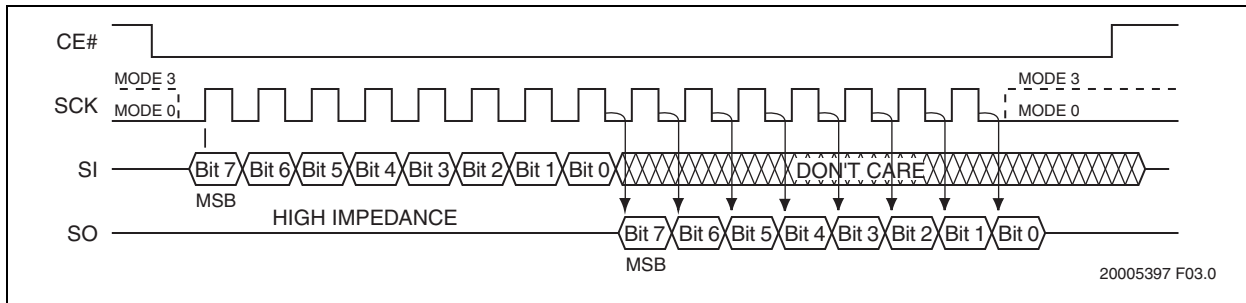 CE#
MODE 3 MODE 3
SCK MODE 0 MODE 0
SI Bit 7 Bit 6 Bit 5 Bit 4 Bit 3 Bit 2 Bit 1 Bit 0 DON'T CARE
MSB
HIGH IMPEDANCE
SO Bit 7 Bit 6 Bit 5 Bit 4 Bit 3 Bit 2 Bit 1 Bit 0
MSB
20005397 F03.0